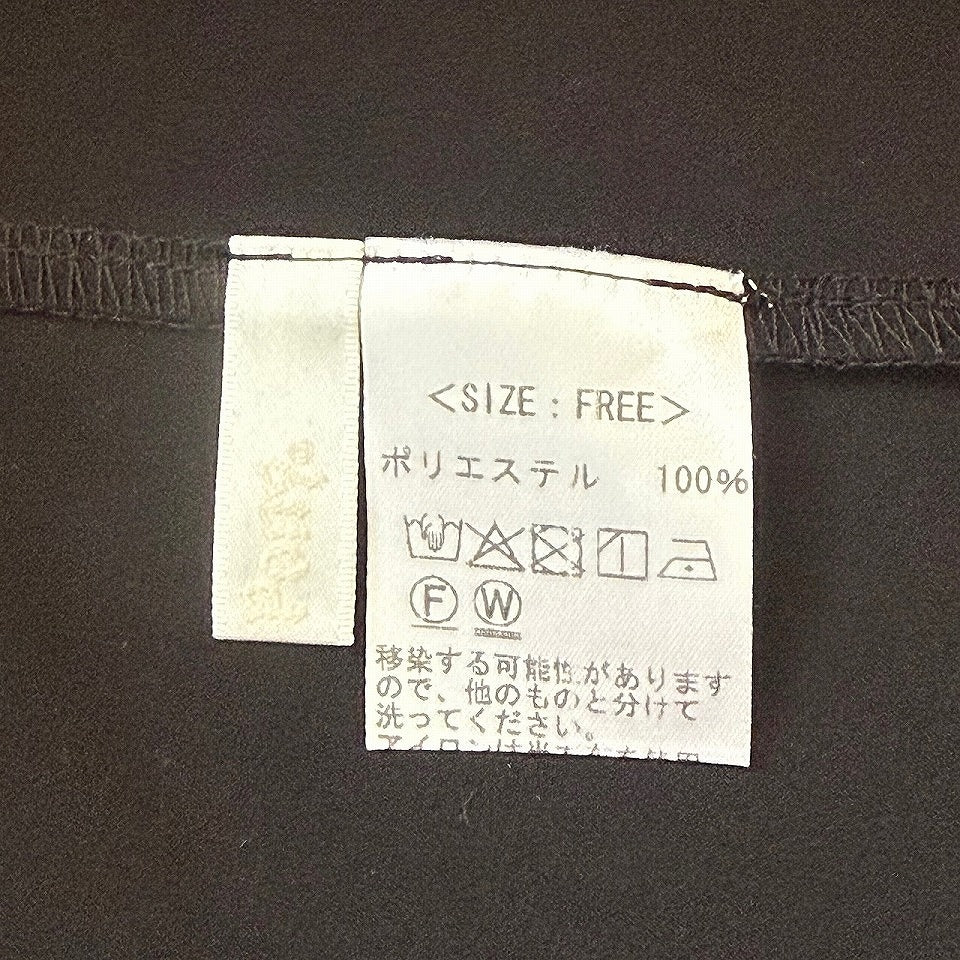 <SIZE : FREE>
ポリエステル 100%
F W
移染する可能性があります
ので、他のものと分けて
洗ってください。